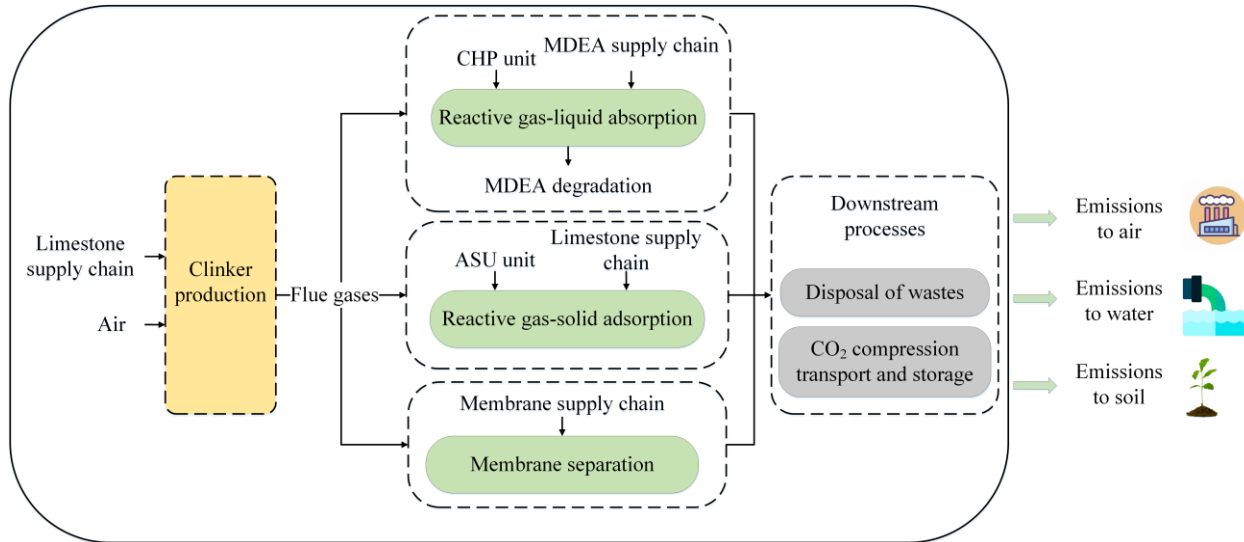 Limestone
supply chain
Air
Clinker
production
Flue gases
CHP unit
MDEA supply chain
Reactive gas-liquid absorption
MDEA degradation
ASU unit
Limestone supply
chain
Reactive gas-solid adsorption
Membrane supply chain
Membrane separation
Downstream
processes
Disposal of wastes
CO₂ compression
transport and storage
Emissions
to air
Emissions
to water
Emissions
to soil